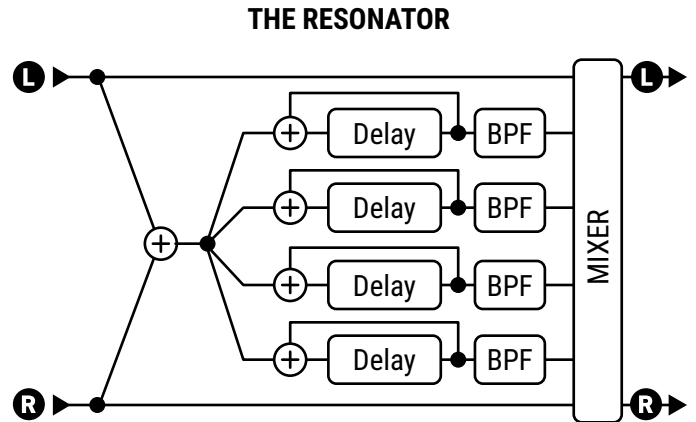 THE RESONATOR
L
L
Delay
BPF
Delay
BPF
MIXER
Delay
BPF
Delay
BPF
R
R